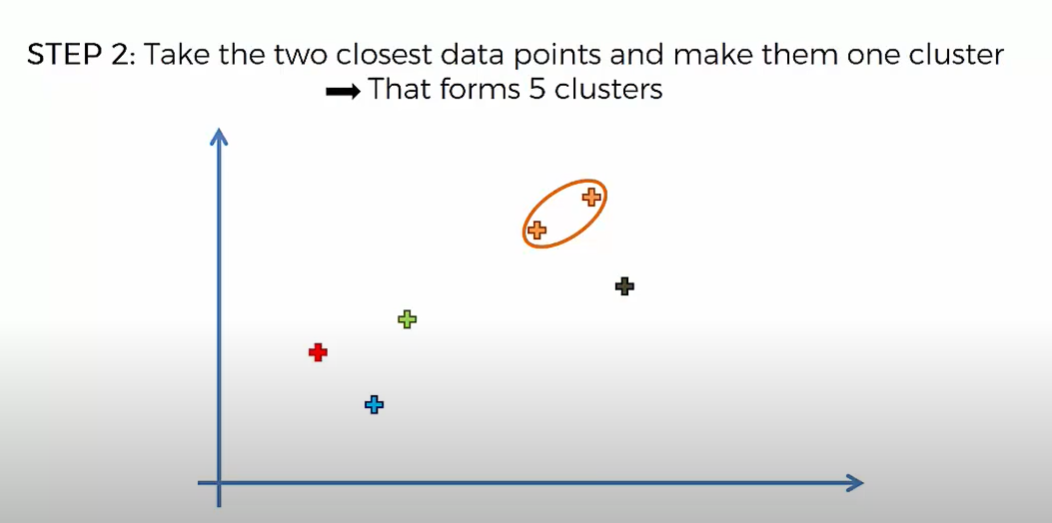 STEP 2: Take the two closest data points and make them one cluster
➡ That forms 5 clusters